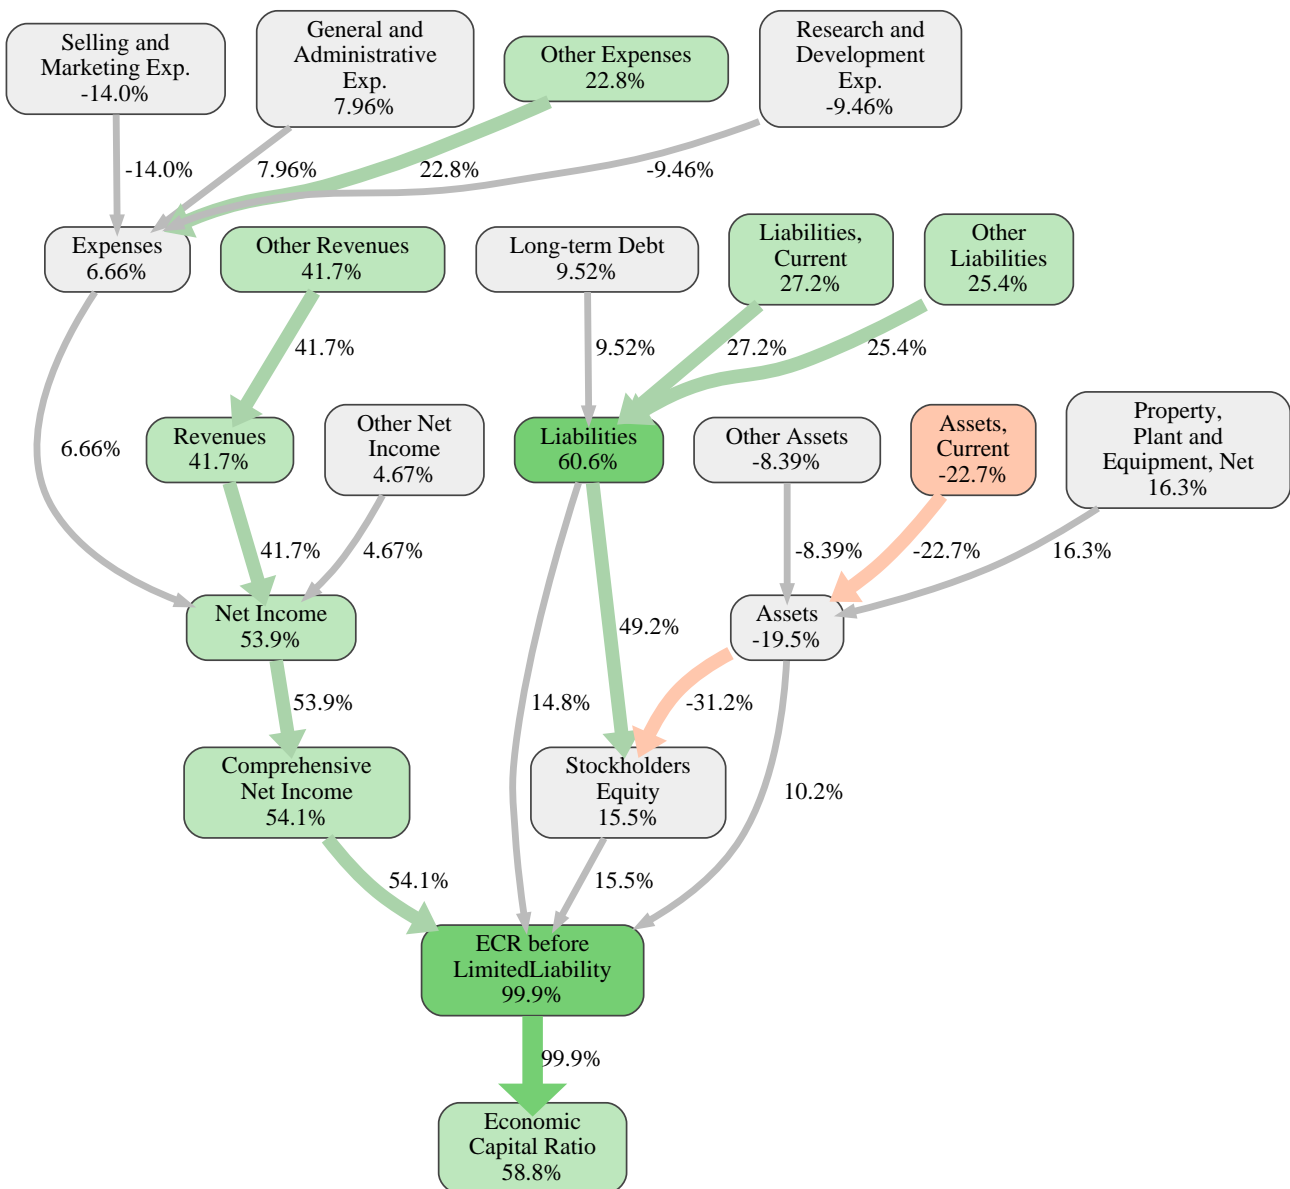 Selling and
Marketing Exp.
-14.0%
General and
Administrative
Exp.
7.96%
Other Expenses
22.8%
Research and
Development
Exp.
-9.46%
-14.0%
7.96%
22.8%
-9.46%
Expenses
6.66%
Other Revenues
41.7%
Long-term Debt
9.52%
Liabilities,
Current
27.2%
Other
Liabilities
25.4%
41.7%
9.52%
27.2%
25.4%
6.66%
Revenues
41.7%
Other Net
Income
4.67%
Liabilities
60.6%
Other Assets
-8.39%
Assets,
Current
-22.7%
Property,
Plant and
Equipment, Net
16.3%
41.7%
4.67%
-8.39%
-22.7%
16.3%
Net Income
53.9%
49.2%
Assets
-19.5%
53.9%
14.8%
-31.2%
10.2%
Comprehensive
Net Income
54.1%
Stockholders
Equity
15.5%
54.1%
15.5%
ECR before
LimitedLiability
99.9%
99.9%
Economic
Capital Ratio
58.8%